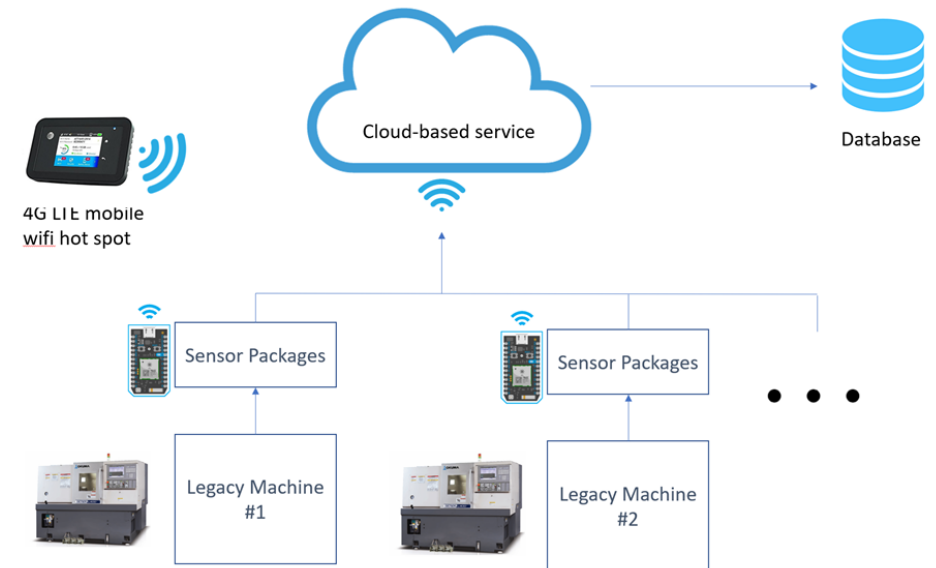 Cloud-based service
Database
4G LTE mobile
wifi hot spot
Sensor Packages
Sensor Packages
Legacy Machine
#1
Legacy Machine
#2